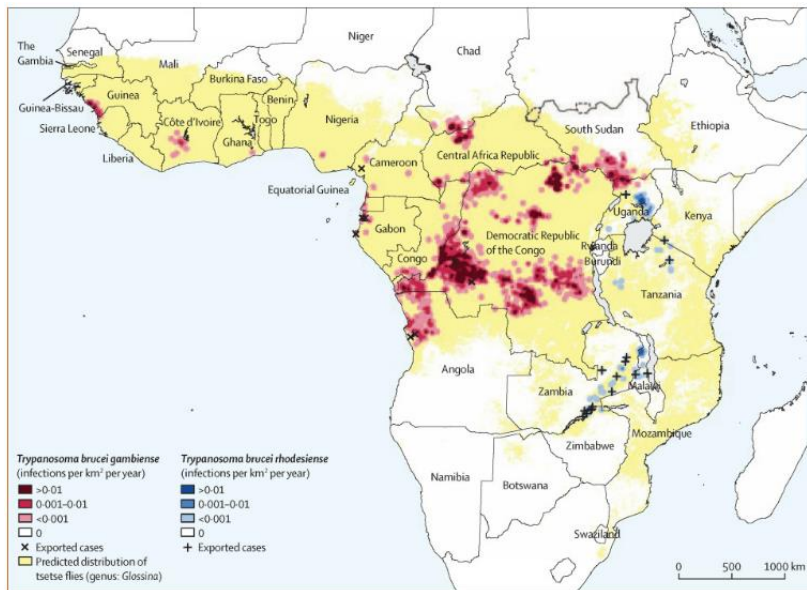 Niger
The
Gambia
Senegal
Mali
Chad
Guinea
Burkina Faso
Benin
Guinea-Bissau
Côte d'Ivoire
Togo
Nigeria
South Sudan
Ethiopia
Sierra Leone
Ghana
Central Africa Republic
Liberia
Cameroon
Equatorial Guinea
Uganda
Kenya
Gabon
Democratic Republic
of the Congo
Rwanda
Congo
Burundi
Tanzania
Angola
Malawi
Zambia
Mozambique
Zimbabwe
Namibia
Botswana
Swaziland
Trypanosoma brucei gambiense
(infections per km² per year)
>0·01
0·001–0·01
<0·001
0
Exported cases
Predicted distribution of
tsetse flies (genus: Glossina)
Trypanosoma brucei rhodesiense
(infections per km² per year)
>0·01
0·001–0·01
<0·001
0
Exported cases
0 500 1000 km